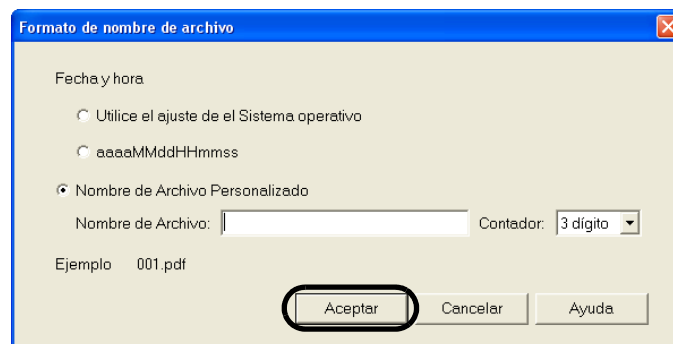 Formato de nombre de archivo
Fecha y hora
Utilice el ajuste de el Sistema operativo
aaaaMMddHHmmss
Nombre de Archivo Personalizado
Nombre de Archivo: Contador: 3 dígito
Ejemplo 001.pdf
Aceptar Cancelar Ayuda